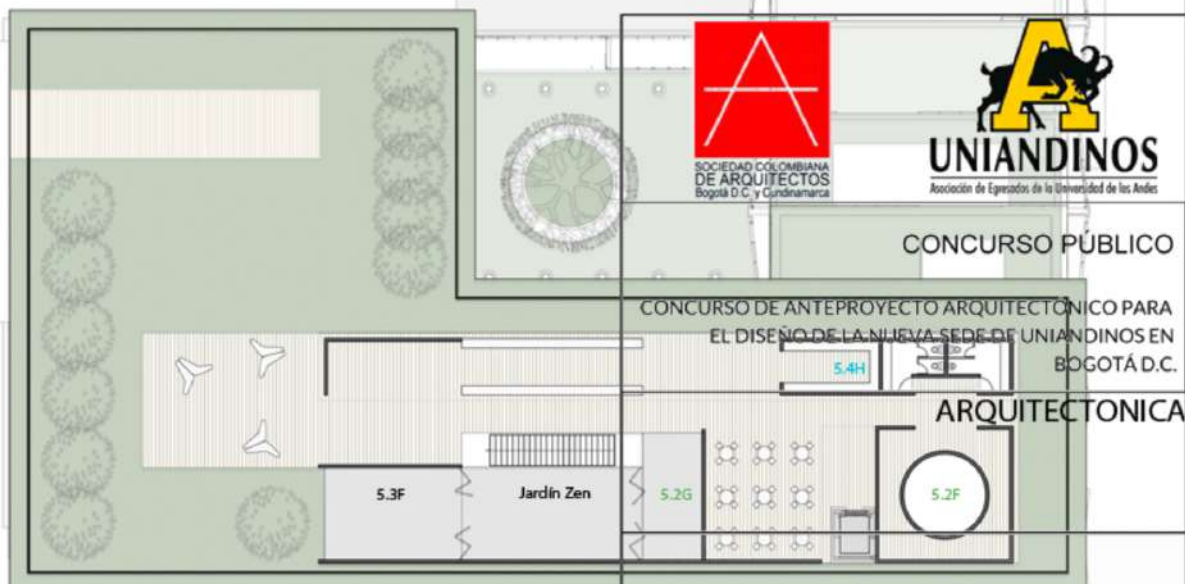 SOCIEDAD COLOMBIANA
DE ARQUITECTOS
Bogotá D.C. y Cundinamarca
A
UNIANDINOS
Asociación de Egresados de la Universidad de los Andes
CONCURSO PÚBLICO
CONCURSO DE ANTEPROYECTO ARQUITECTÓNICO PARA
EL DISEÑO DE LA NUEVA SEDE DE UNIANDINOS EN
BOGOTÁ D.C.
ARQUITECTONICA
5.4H
5.3F
Jardín Zen
5.2G
5.2F